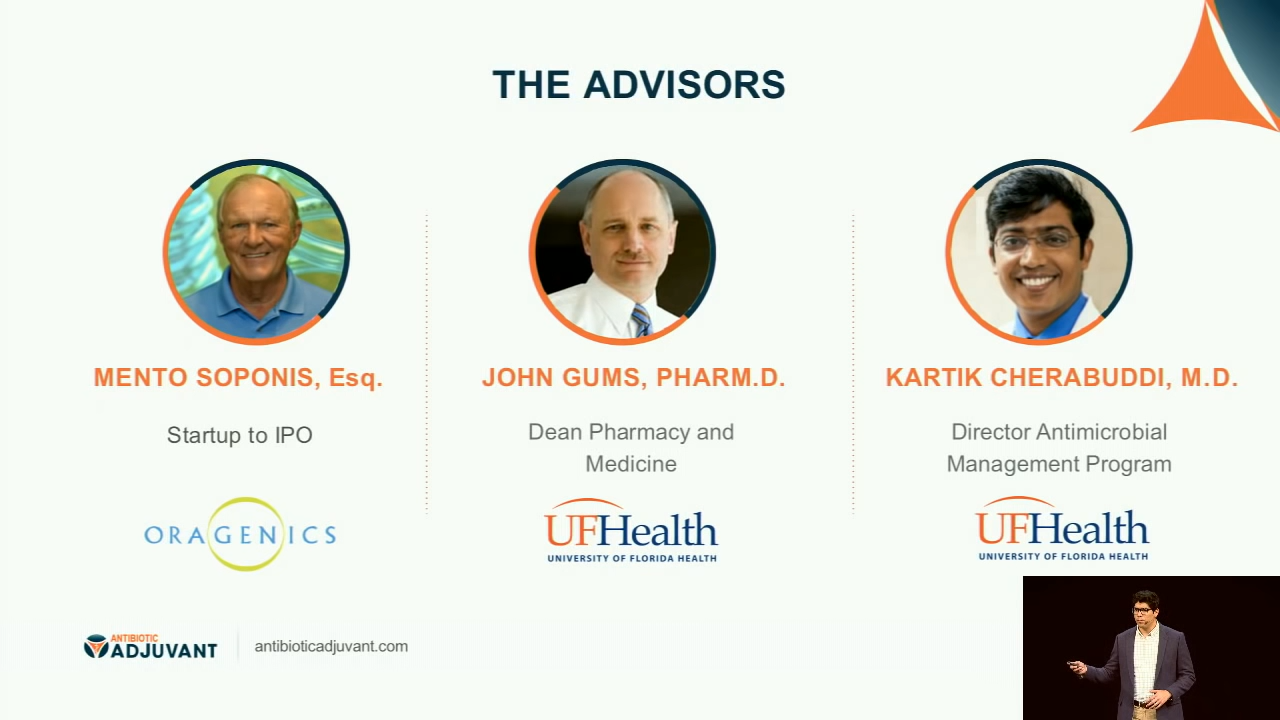 THE ADVISORS
MENTO SOPONIS, Esq.
Startup to IPO
ORAGENICS
JOHN GUMS, PHARM.D.
Dean Pharmacy and
Medicine
UFHealth
UNIVERSITY OF FLORIDA HEALTH
KARTIK CHERABUDDI, M.D.
Director Antimicrobial
Management Program
UFHealth
UNIVERSITY OF FLORIDA HEALTH
ANTIBIOTIC
ADJUVANT
antibioticadjuvant.com